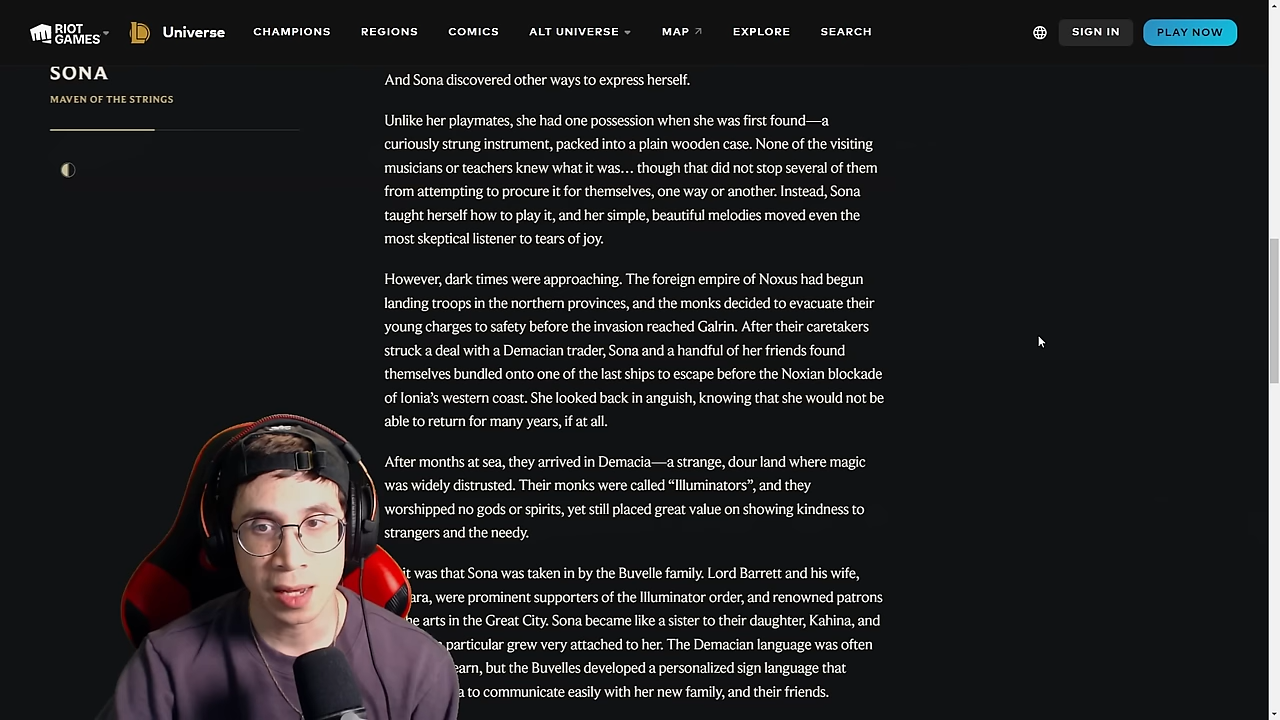 RIOT GAMES Universe CHAMPIONS REGIONS COMICS ALT UNIVERSE MAP EXPLORE SEARCH SIGN IN PLAY NOW
SONA
MAVEN OF THE STRINGS
And Sona discovered other ways to express herself.
Unlike her playmates, she had one possession when she was first found—a
curiously strung instrument, packed into a plain wooden case. None of the visiting
musicians or teachers knew what it was… though that did not stop several of them
from attempting to procure it for themselves, one way or another. Instead, Sona
taught herself how to play it, and her simple, beautiful melodies moved even the
most skeptical listener to tears of joy.
However, dark times were approaching. The foreign empire of Noxus had begun
landing troops in the northern provinces, and the monks decided to evacuate their
young charges to safety before the invasion reached Galrin. After their caretakers
struck a deal with a Demacian trader, Sona and a handful of her friends found
themselves bundled onto one of the last ships to escape before the Noxian blockade
of Ionia’s western coast. She looked back in anguish, knowing that she would not be
able to return for many years, if at all.
After months at sea, they arrived in Demacia—a strange, dour land where magic
was widely distrusted. Their monks were called “Illuminators”, and they
worshipped no gods or spirits, yet still placed great value on showing kindness to
strangers and the needy.
it was that Sona was taken in by the Buvelle family. Lord Barrett and his wife,
were prominent supporters of the Illuminator order, and renowned patrons
arts in the Great City. Sona became like a sister to their daughter, Kahina, and
particular grew very attached to her. The Demacian language was often
but the Buvelles developed a personalized sign language that
to communicate easily with her new family, and their friends.